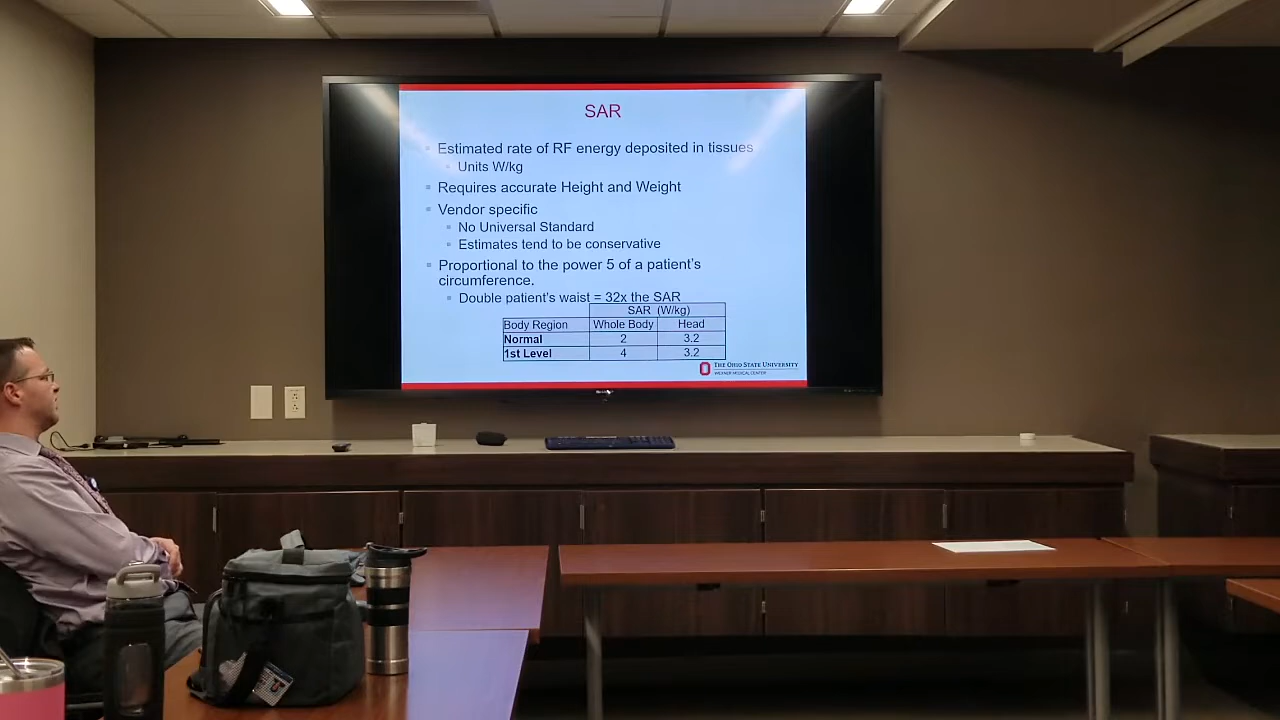 SAR
Estimated rate of RF energy deposited in tissues
Units W/kg
Requires accurate Height and Weight
Vendor specific
No Universal Standard
Estimates tend to be conservative
Proportional to the power 5 of a patient's
circumference.
Double patient's waist = 32x the SAR
SAR (W/kg)
Body Region Whole Body Head
Normal 2 3.2
1st Level 4 3.2
THE OHIO STATE UNIVERSITY
WEXNER MEDICAL CENTER